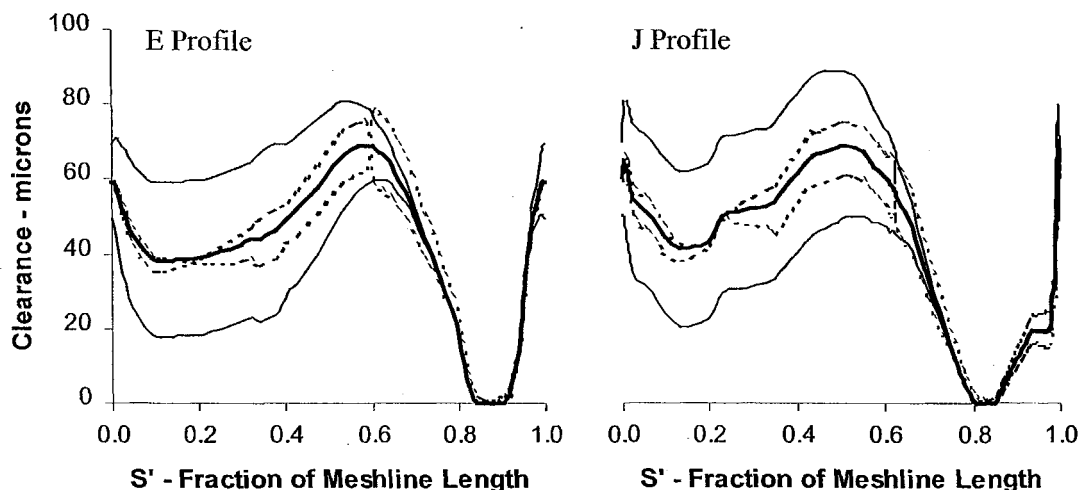 E Profile
J Profile
Clearance - microns
100
80
60
40
20
0
0.0 0.2 0.4 0.6 0.8 1.0
0.0 0.2 0.4 0.6 0.8 1.0
S' - Fraction of Meshline Length
S' - Fraction of Meshline Length